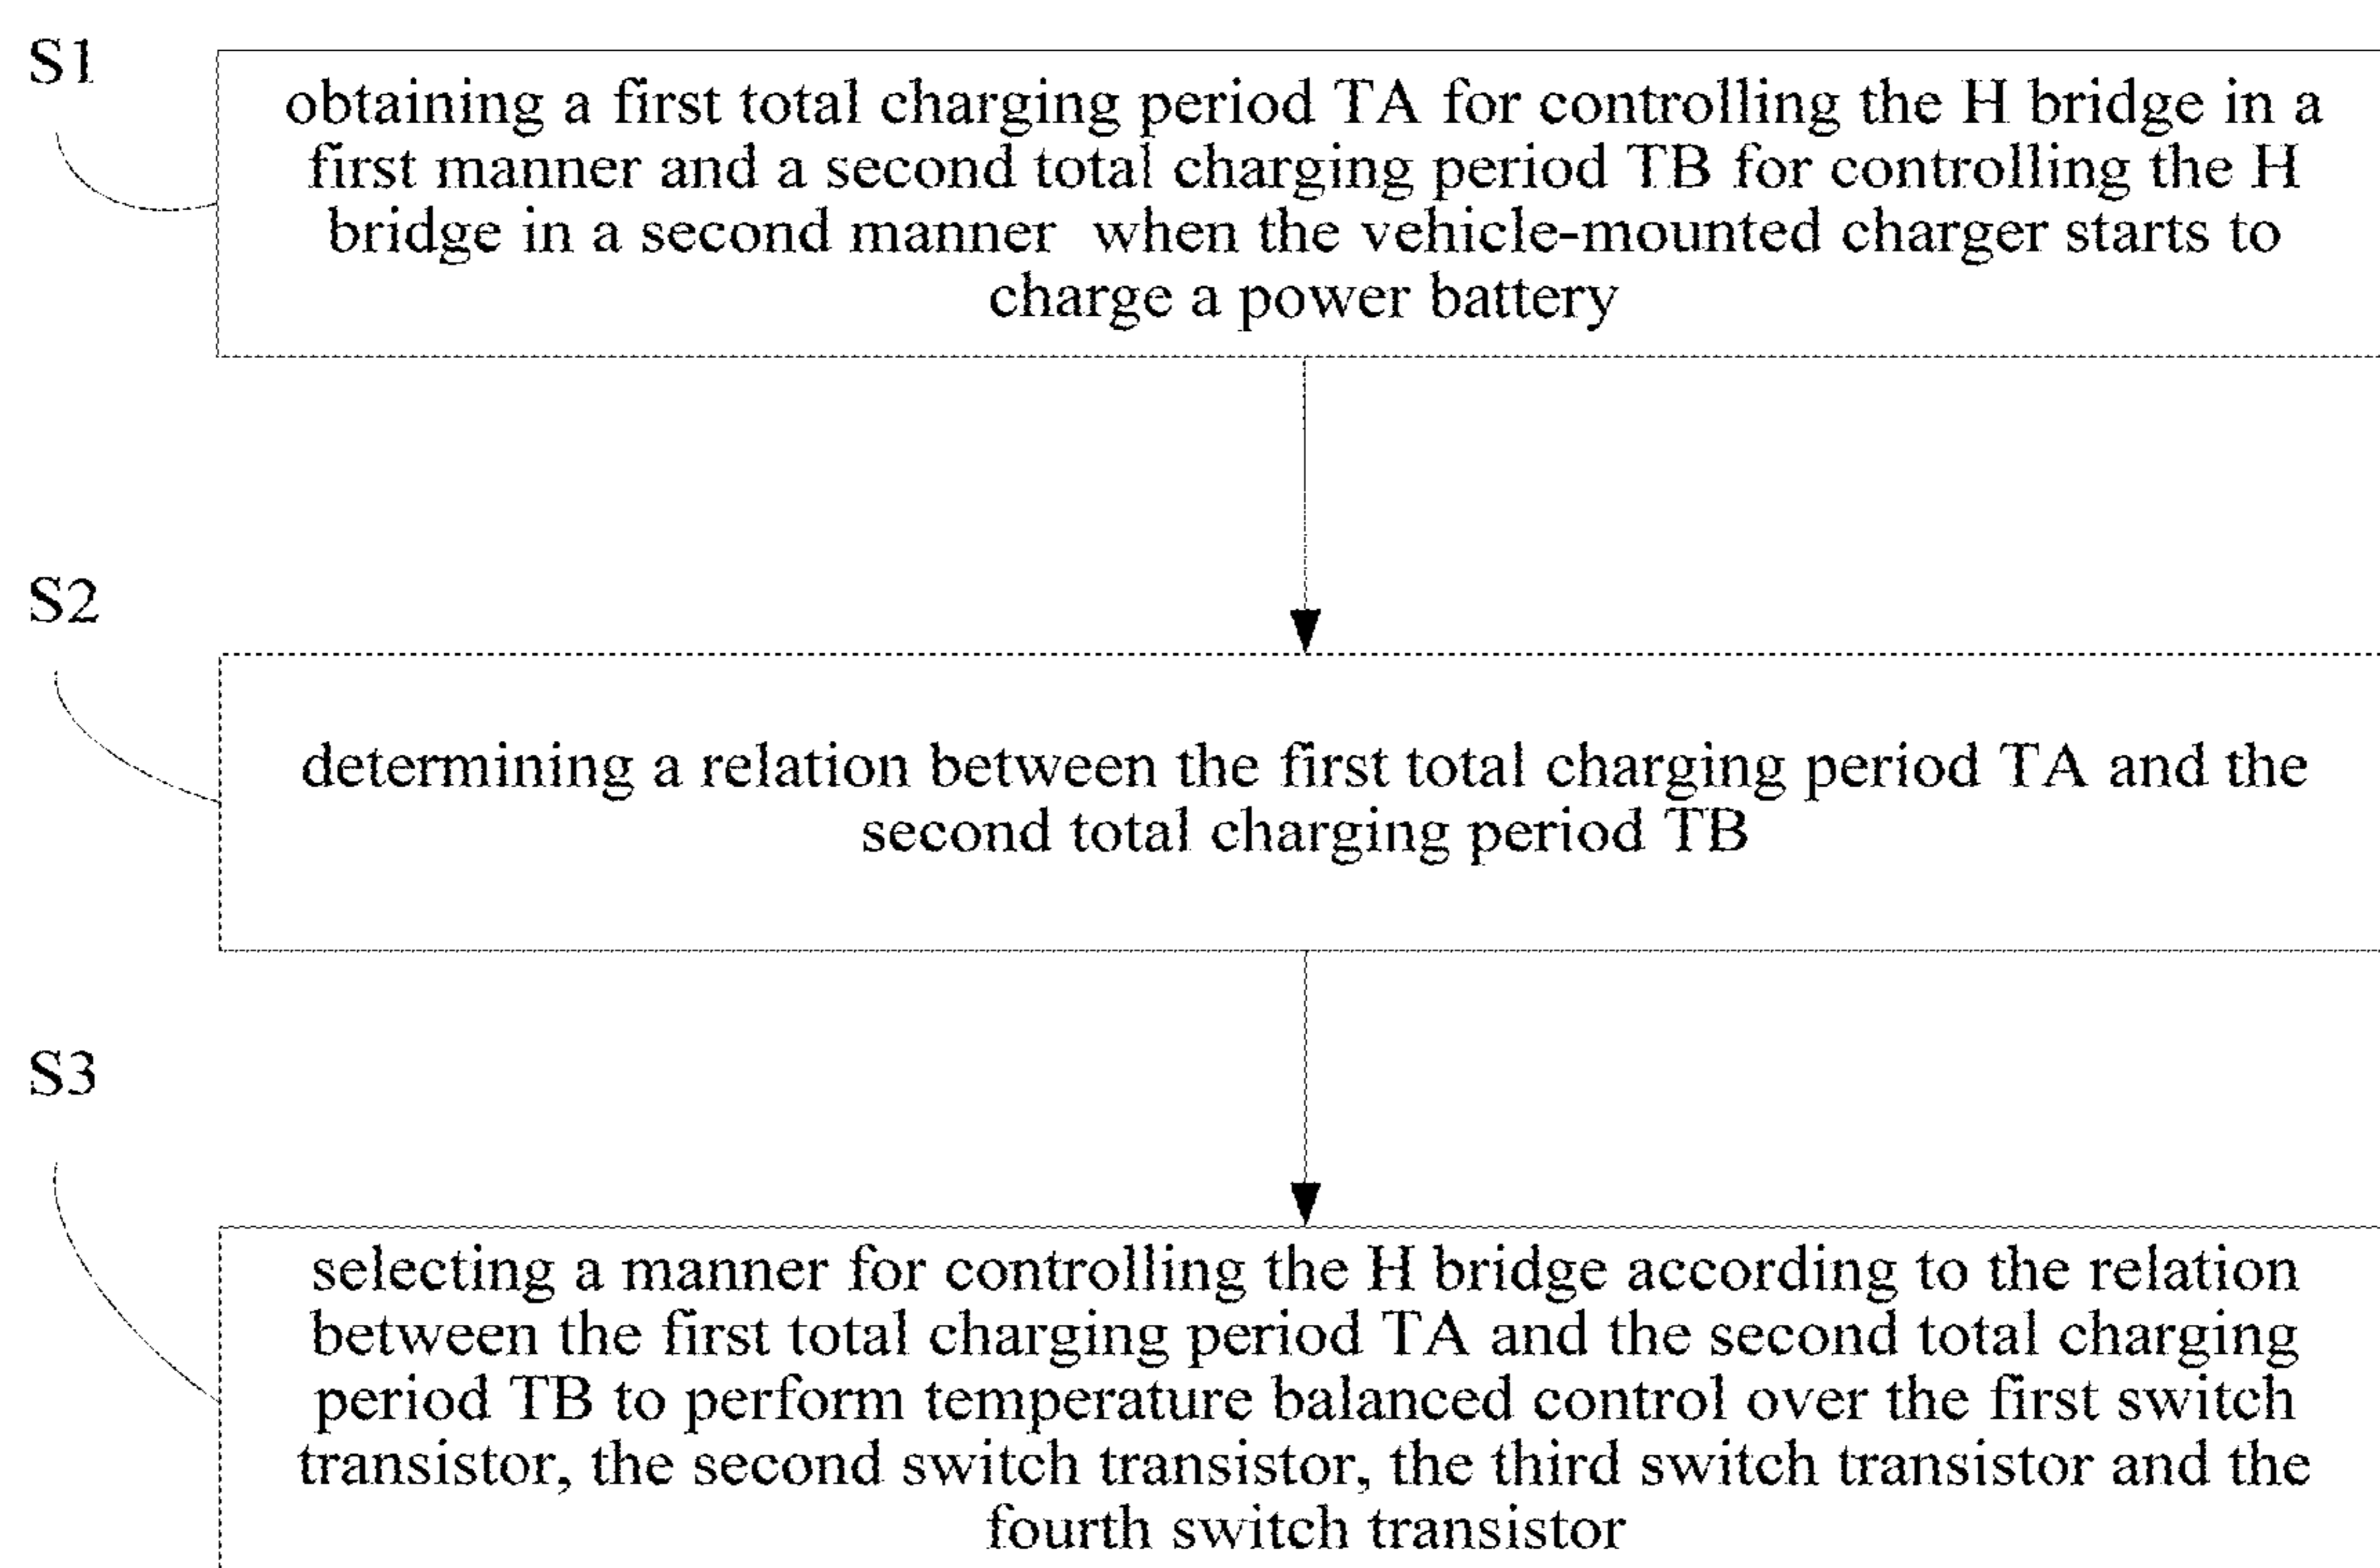 S1
obtaining a first total charging period TA for controlling the H bridge in a
first manner and a second total charging period TB for controlling the H
bridge in a second manner when the vehicle-mounted charger starts to
charge a power battery
S2
determining a relation between the first total charging period TA and the
second total charging period TB
S3
selecting a manner for controlling the H bridge according to the relation
between the first total charging period TA and the second total charging
period TB to perform temperature balanced control over the first switch
transistor, the second switch transistor, the third switch transistor and the
fourth switch transistor